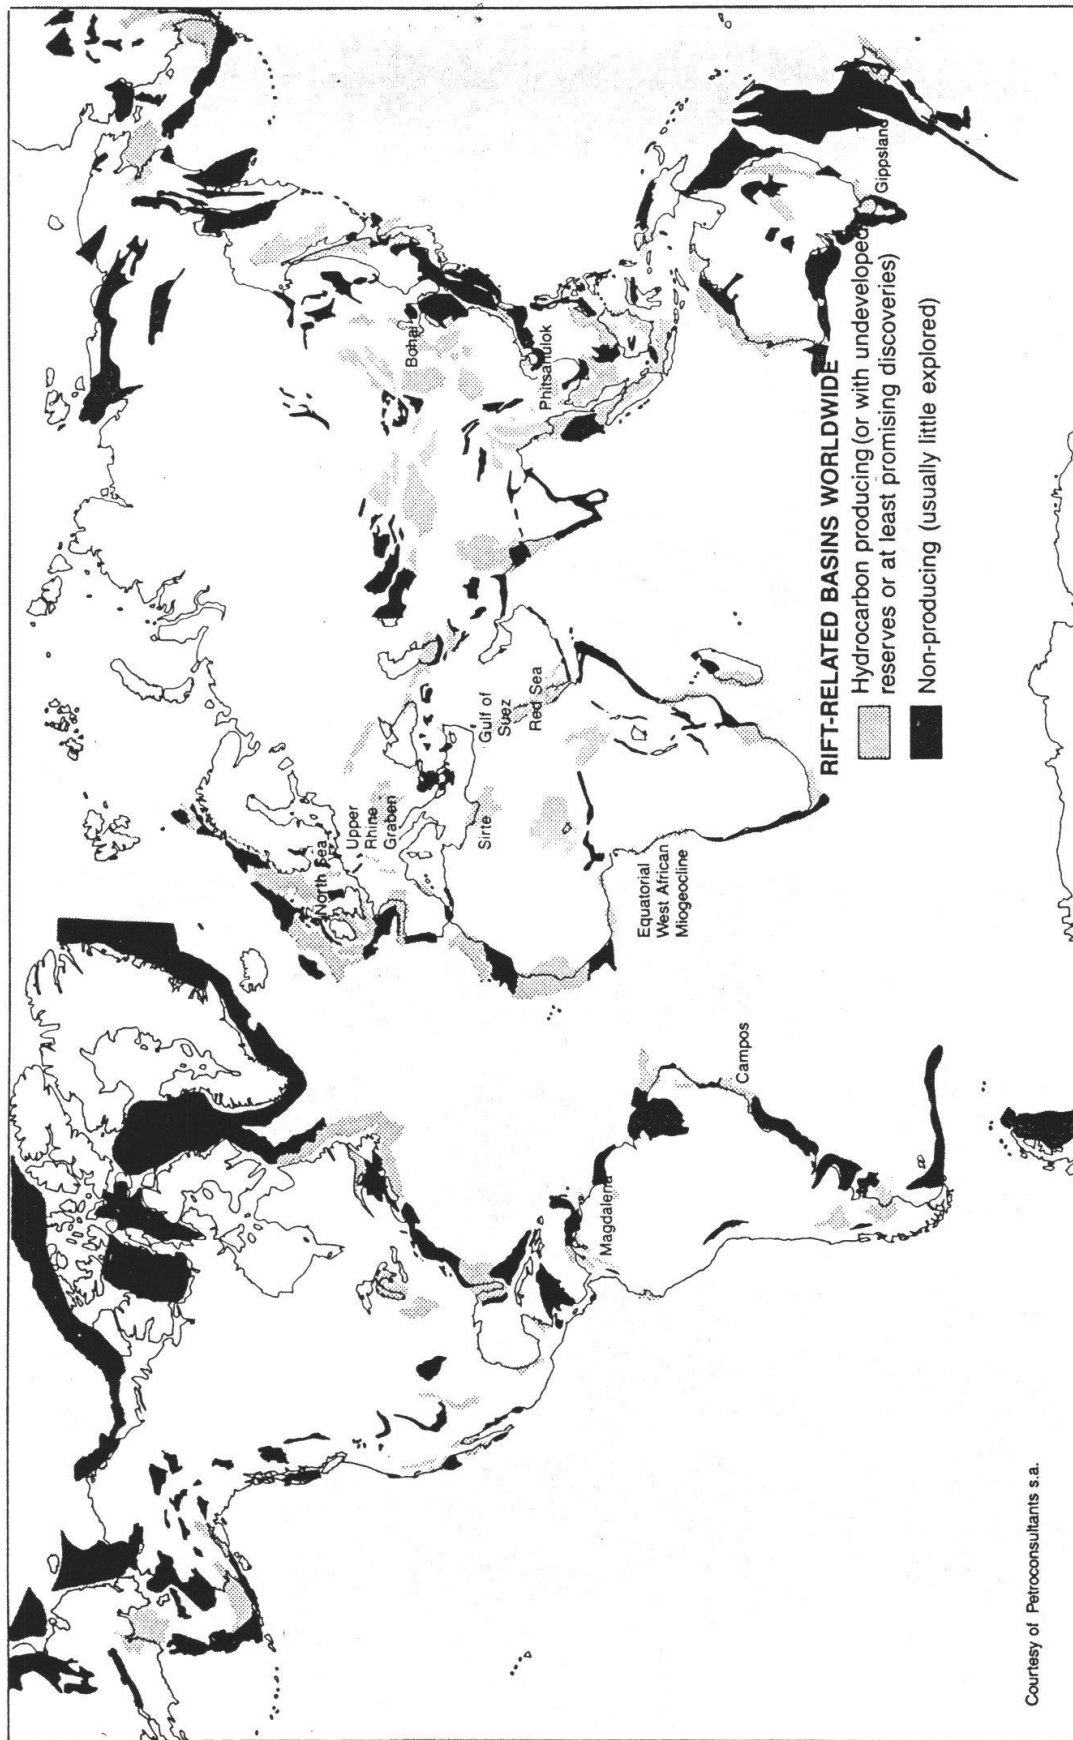 RIFT-RELATED BASINS WORLDWIDE
Hydrocarbon producing (or with undeveloped
reserves or at least promising discoveries)
Non-producing (usually little explored)
North Sea
Upper
Rhine
Graben
Sirte
Gulf of
Suez
Red Sea
Equatorial
West African
Miogeocline
Campos
Magdalena
Bohai
Phitsanulok
Gippsland
Courtesy of Petroconsultants s.a.